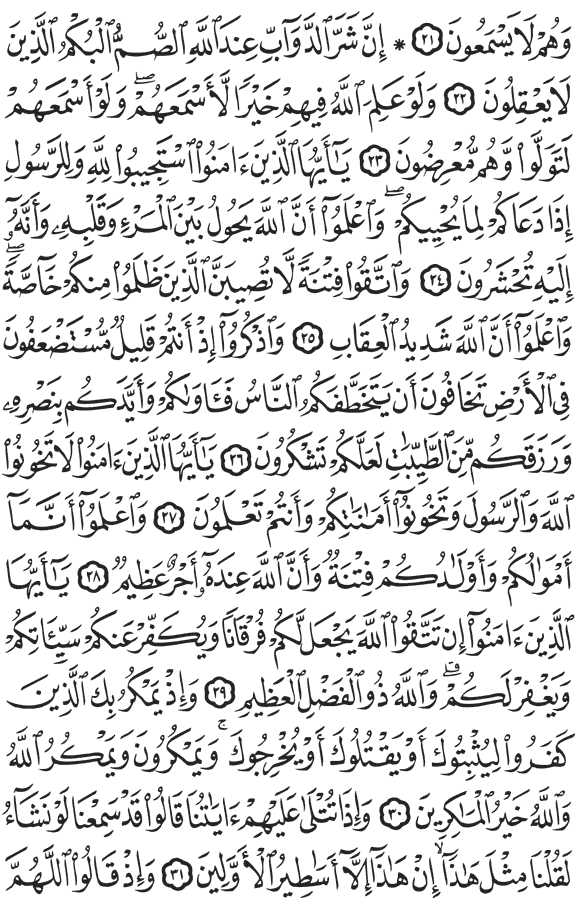 وَهُمْ لَا يَسْمَعُونَ ٢١ * إِنَّ شَرَّ ٱلدَّوَآبِّ عِندَ ٱللَّهِ ٱلصُّمُّ ٱلْبُكْمُ ٱلَّذِينَ
لَا يَعْقِلُونَ ٢٢ وَلَوْ عَلِمَ ٱللَّهُ فِيهِمْ خَيْرًا لَّأَسْمَعَهُمْۖ وَلَوْ أَسْمَعَهُمْ
لَتَوَلَّوا۟ وَّهُم مُّعْرِضُونَ ٢٣ يَٰٓأَيُّهَا ٱلَّذِينَ ءَامَنُوا۟ ٱسْتَجِيبُوا۟ لِلَّهِ وَلِلرَّسُولِ
إِذَا دَعَاكُمْ لِمَا يُحْيِيكُمْۖ وَٱعْلَمُوٓا۟ أَنَّ ٱللَّهَ يَحُولُ بَيْنَ ٱلْمَرْءِ وَقَلْبِهِۦ وَأَنَّهُۥٓ
إِلَيْهِ تُحْشَرُونَ ٢٤ وَٱتَّقُوا۟ فِتْنَةً لَّا تُصِيبَنَّ ٱلَّذِينَ ظَلَمُوا۟ مِنكُمْ خَآصَّةًۖ
وَٱعْلَمُوٓا۟ أَنَّ ٱللَّهَ شَدِيدُ ٱلْعِقَابِ ٢٥ وَٱذْكُرُوٓا۟ إِذْ أَنتُمْ قَلِيلٌ مُّسْتَضْعَفُونَ
فِى ٱلْأَرْضِ تَخَافُونَ أَن يَتَخَطَّفَكُمُ ٱلنَّاسُ فَـَٔاوَىٰكُمْ وَأَيَّدَكُم بِنَصْرِهِۦ
وَرَزَقَكُم مِّنَ ٱلطَّيِّبَٰتِ لَعَلَّكُمْ تَشْكُرُونَ ٢٦ يَٰٓأَيُّهَا ٱلَّذِينَ ءَامَنُوا۟ لَا تَخُونُوا۟
ٱللَّهَ وَٱلرَّسُولَ وَتَخُونُوٓا۟ أَمَٰنَٰتِكُمْ وَأَنتُمْ تَعْلَمُونَ ٢٧ وَٱعْلَمُوٓا۟ أَنَّمَآ
أَمْوَٰلُكُمْ وَأَوْلَٰدُكُمْ فِتْنَةٌ وَأَنَّ ٱللَّهَ عِندَهُۥٓ أَجْرٌ عَظِيمٌ ٢٨ يَٰٓأَيُّهَا
ٱلَّذِينَ ءَامَنُوٓا۟ إِن تَتَّقُوا۟ ٱللَّهَ يَجْعَل لَّكُمْ فُرْقَانًا وَيُكَفِّرْ عَنكُمْ سَيِّـَٔاتِكُمْ
وَيَغْفِرْ لَكُمْۗ وَٱللَّهُ ذُو ٱلْفَضْلِ ٱلْعَظِيمِ ٢٩ وَإِذْ يَمْكُرُ بِكَ ٱلَّذِينَ
كَفَرُوا۟ لِيُثْبِتُوكَ أَوْ يَقْتُلُوكَ أَوْ يُخْرِجُوكَۚ وَيَمْكُرُونَ وَيَمْكُرُ ٱللَّهُ
وَٱللَّهُ خَيْرُ ٱلْمَٰكِرِينَ ٣٠ وَإِذَا تُتْلَىٰ عَلَيْهِمْ ءَايَٰتُنَا قَالُوا۟ قَدْ سَمِعْنَا لَوْ نَشَآءُ
لَقُلْنَا مِثْلَ هَٰذَآۙ إِنْ هَٰذَآ إِلَّآ أَسَٰطِيرُ ٱلْأَوَّلِينَ ٣١ وَإِذْ قَالُوا۟ ٱللَّهُمَّ